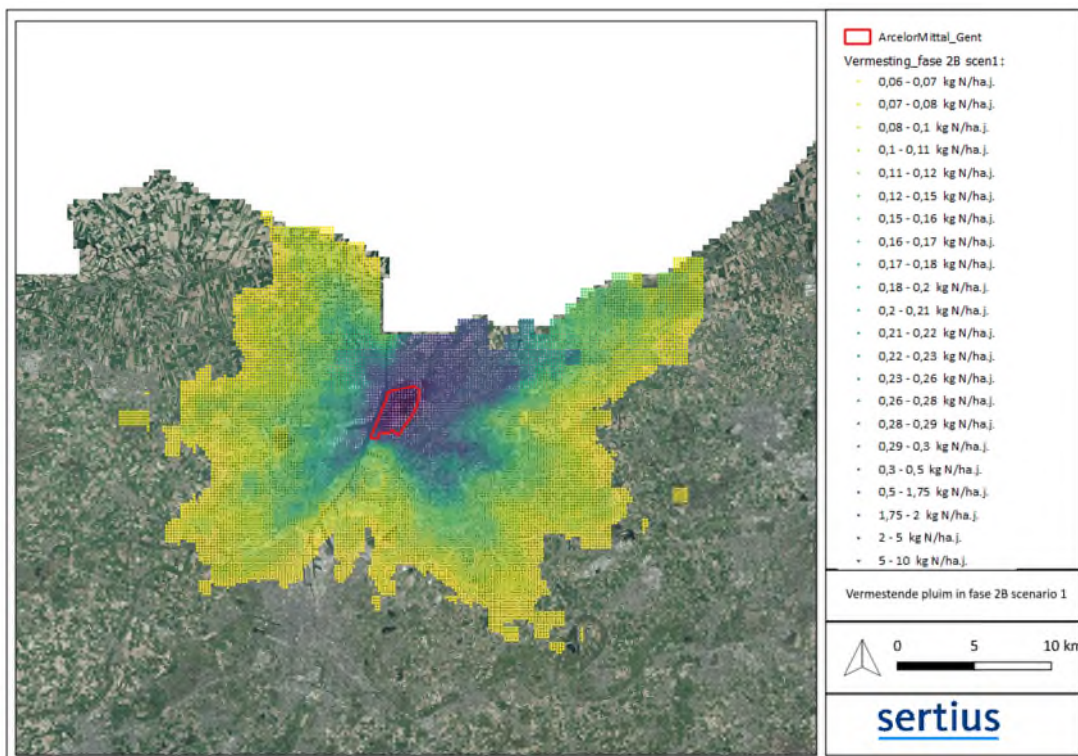 ArcelorMittal_Gent
Vermesting_fase 2B scen1:
0,06 - 0,07 kg N/ha.j.
0,07 - 0,08 kg N/ha.j.
0,08 - 0,1 kg N/ha.j.
0,1 - 0,11 kg N/ha.j.
0,11 - 0,12 kg N/ha.j.
0,12 - 0,15 kg N/ha.j.
0,15 - 0,16 kg N/ha.j.
0,16 - 0,17 kg N/ha.j.
0,17 - 0,18 kg N/ha.j.
0,18 - 0,2 kg N/ha.j.
0,2 - 0,21 kg N/ha.j.
0,21 - 0,22 kg N/ha.j.
0,22 - 0,23 kg N/ha.j.
0,23 - 0,26 kg N/ha.j.
0,26 - 0,28 kg N/ha.j.
0,28 - 0,29 kg N/ha.j.
0,29 - 0,3 kg N/ha.j.
0,3 - 0,5 kg N/ha.j.
0,5 - 1,75 kg N/ha.j.
1,75 - 2 kg N/ha.j.
2 - 5 kg N/ha.j.
5 - 10 kg N/ha.j.
Vermestende pluim in fase 2B scenario 1
0 5 10 km
sertius